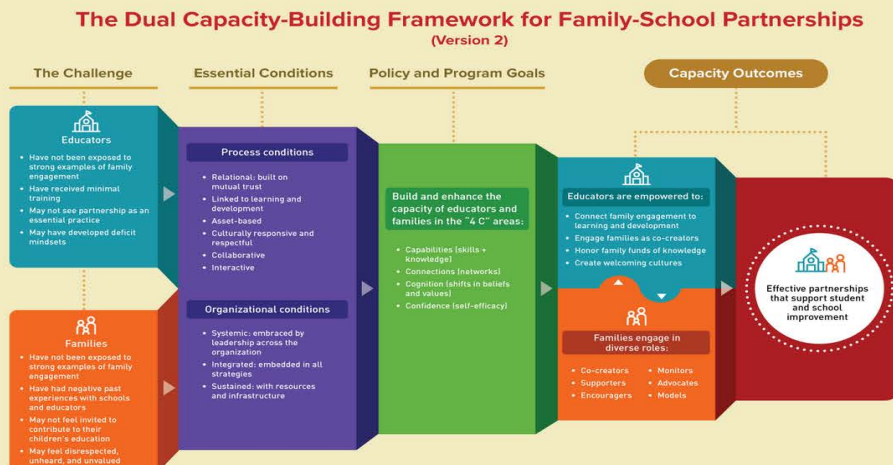 The Dual Capacity-Building Framework for Family-School Partnerships
(Version 2)
The Challenge
Essential Conditions
Policy and Program Goals
Capacity Outcomes
Educators
• Have not been exposed to
strong examples of family
engagement
• Have received minimal
training
• May not see partnership as an
essential practice
• May have developed deficit
mindsets
Families
• Have not been exposed to
strong examples of family
engagement
• Have had negative past
experiences with schools
and educators
• May not feel invited to
contribute to their
children's education
• May feel disrespected,
unheard, and unvalued
Process conditions
• Relational: built on
mutual trust
• Linked to learning and
development
• Asset-based
• Culturally responsive and
respectful
• Collaborative
• Interactive
Organizational conditions
• Systemic: embraced by
leadership across the
organization
• Integrated: embedded in all
strategies
• Sustained: with resources
and infrastructure
Build and enhance the
capacity of educators and
families in the "4 C" areas:
• Capabilities (skills +
knowledge)
• Connections (networks)
• Cognition (shifts in beliefs
and values)
• Confidence (self-efficacy)
Educators are empowered to:
• Connect family engagement to
learning and development
• Engage families as co-creators
• Honor family funds of knowledge
• Create welcoming cultures
Families engage in
diverse roles:
• Co-creators
• Supporters
• Encouragers
• Monitors
• Advocates
• Models
Effective partnerships
that support student
and school
improvement